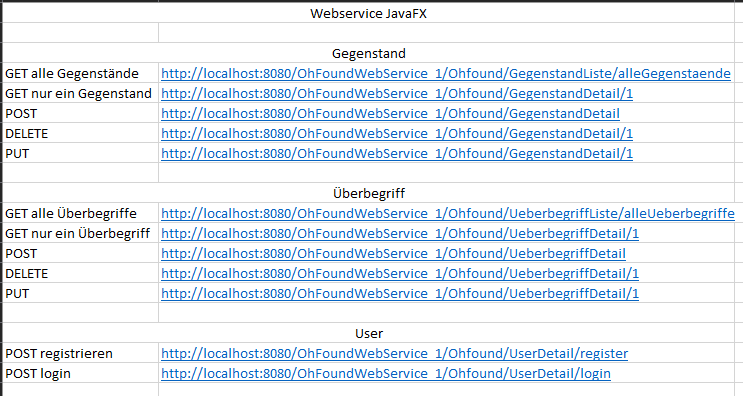 Webservice JavaFX
Gegenstand
GET alle Gegenstände http://localhost:8080/OhFoundWebService_1/Ohfound/GegenstandListe/alleGegenstaende
GET nur ein Gegenstand http://localhost:8080/OhFoundWebService_1/Ohfound/GegenstandDetail/1
POST http://localhost:8080/OhFoundWebService_1/Ohfound/GegenstandDetail
DELETE http://localhost:8080/OhFoundWebService_1/Ohfound/GegenstandDetail/1
PUT http://localhost:8080/OhFoundWebService_1/Ohfound/GegenstandDetail/1
Überbegriff
GET alle Überbegriffe http://localhost:8080/OhFoundWebService_1/Ohfound/UeberbegriffListe/alleUeberbegriffe
GET nur ein Überbegriff http://localhost:8080/OhFoundWebService_1/Ohfound/UeberbegriffDetail/1
POST http://localhost:8080/OhFoundWebService_1/Ohfound/UeberbegriffDetail
DELETE http://localhost:8080/OhFoundWebService_1/Ohfound/UeberbegriffDetail/1
PUT http://localhost:8080/OhFoundWebService_1/Ohfound/UeberbegriffDetail/1
User
POST registrieren http://localhost:8080/OhFoundWebService_1/Ohfound/UserDetail/register
POST login http://localhost:8080/OhFoundWebService_1/Ohfound/UserDetail/login